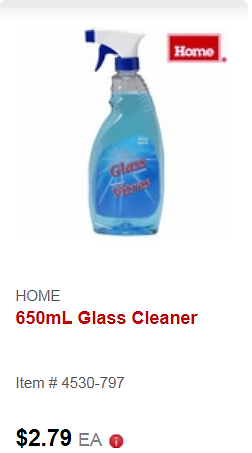 Home
Glass
Vitres
HOME
650mL Glass Cleaner
Item # 4530-797
$2.79 EA i